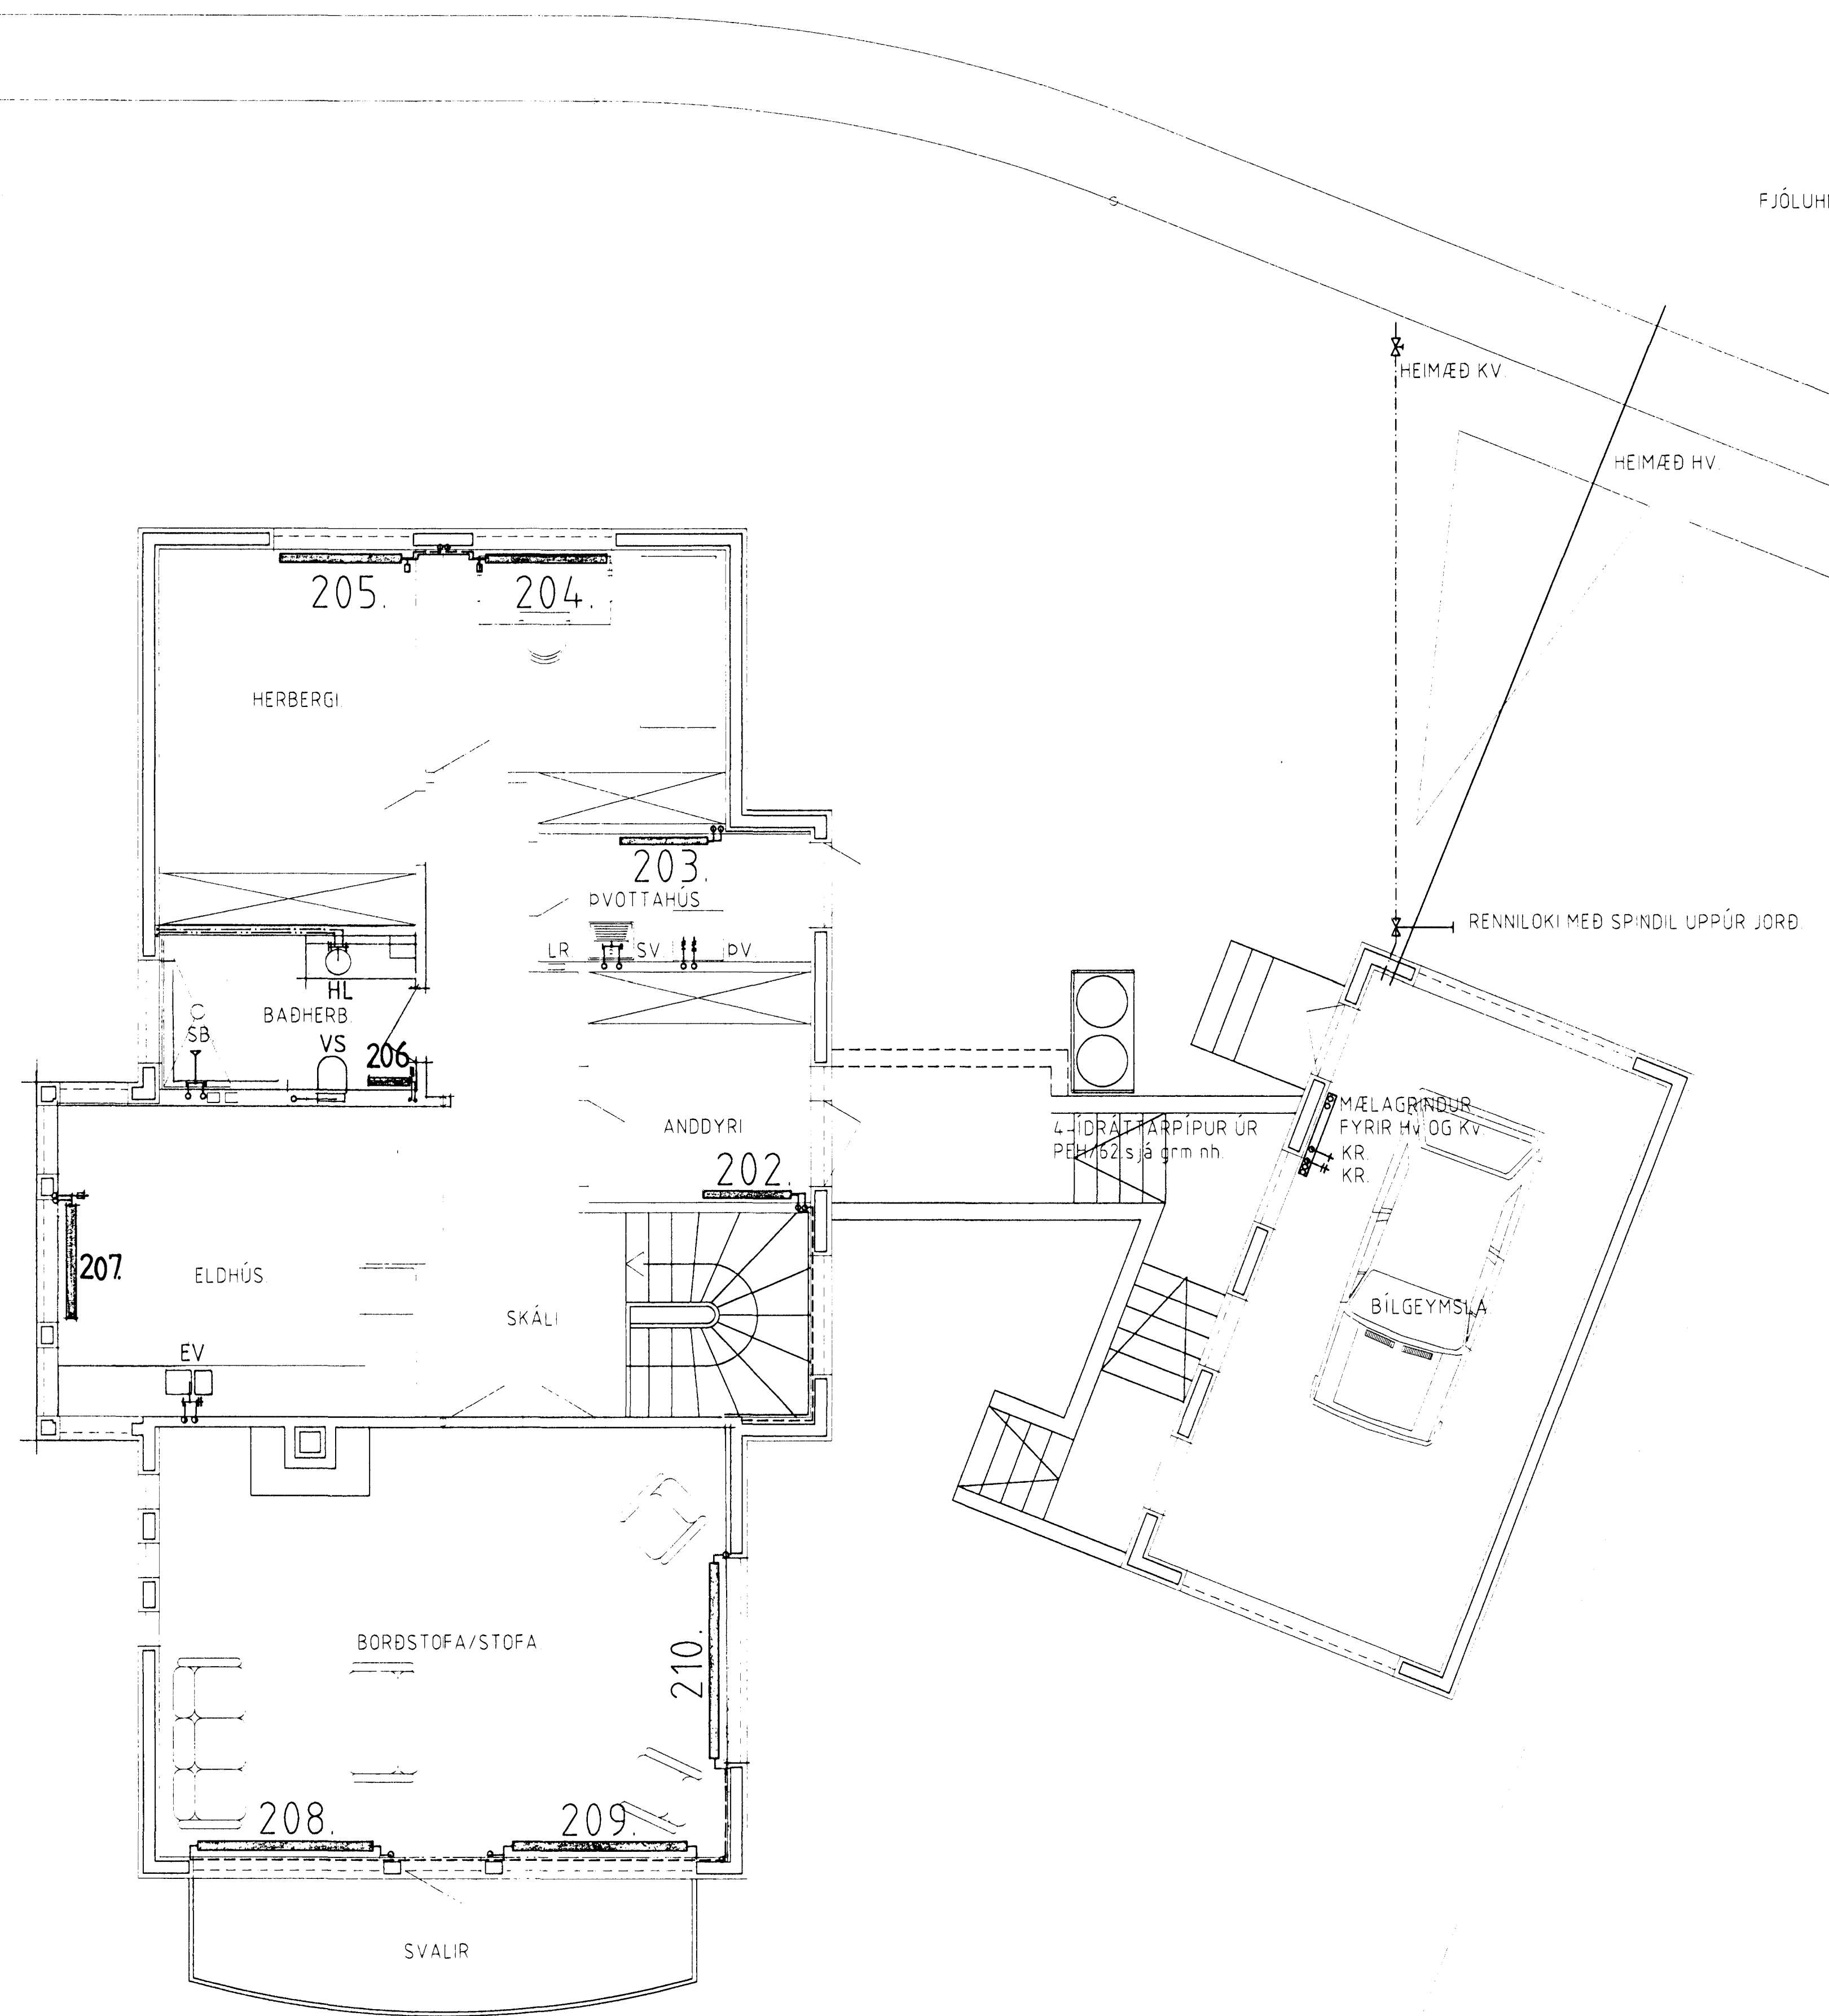 FJÓLUH
HEIMÆÐ KV.
HEIMÆÐ HV.
205.
204.
HERBERGI.
203.
ÞVOTTAHÚS
LR
SV
ÞV
RENNILOKI MEÐ SPINDIL UPPÚR JÖRÐ.
HL
BAÐHERB.
SB
VS
206
ANDDYRI
4-ÍDRÁTTARPÍPUR ÚR
PEH/62.sjá grm nh.
MÆLAGRINDUR
FYRIR HV OG KV.
KR.
KR.
202.
207.
ELDHÚS.
SKÁLI
BÍLGEYMSLA
EV
BORÐSTOFA/STOFA
210.
208.
209.
SVALIR